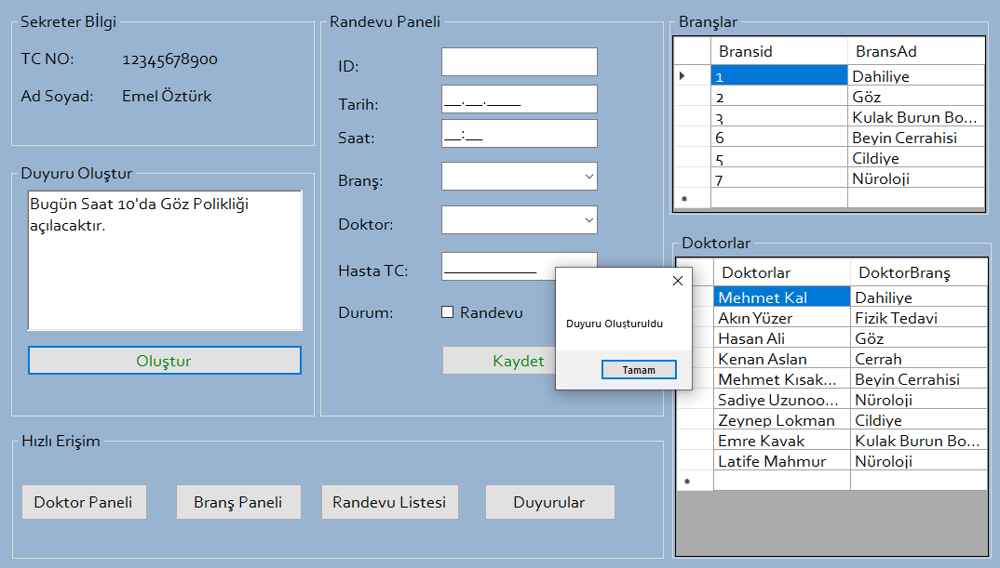 Sekreter Bİlgi
TC NO: 12345678900
Ad Soyad: Emel Öztürk
Duyuru Oluştur
Bugün Saat 10'da Göz Polikliği
açılacaktır.
Oluştur
Randevu Paneli
ID:
Tarih: __.__.____
Saat: __:__
Branş:
Doktor:
Hasta TC: ___________
Durum: Randevu
Kaydet
Duyuru Oluşturuldu
Tamam
Branşlar
Bransid BransAd
1 Dahiliye
2 Göz
3 Kulak Burun Bo...
6 Beyin Cerrahisi
5 Cildiye
7 Nüroloji
Doktorlar
Doktorlar DoktorBranş
Mehmet Kal Dahiliye
Akın Yüzer Fizik Tedavi
Hasan Ali Göz
Kenan Aslan Cerrah
Mehmet Kısak... Beyin Cerrahisi
Sadiye Uzunoo... Nüroloji
Zeynep Lokman Cildiye
Emre Kavak Kulak Burun Bo...
Latife Mahmur Nüroloji
Hızlı Erişim
Doktor Paneli Branş Paneli Randevu Listesi Duyurular